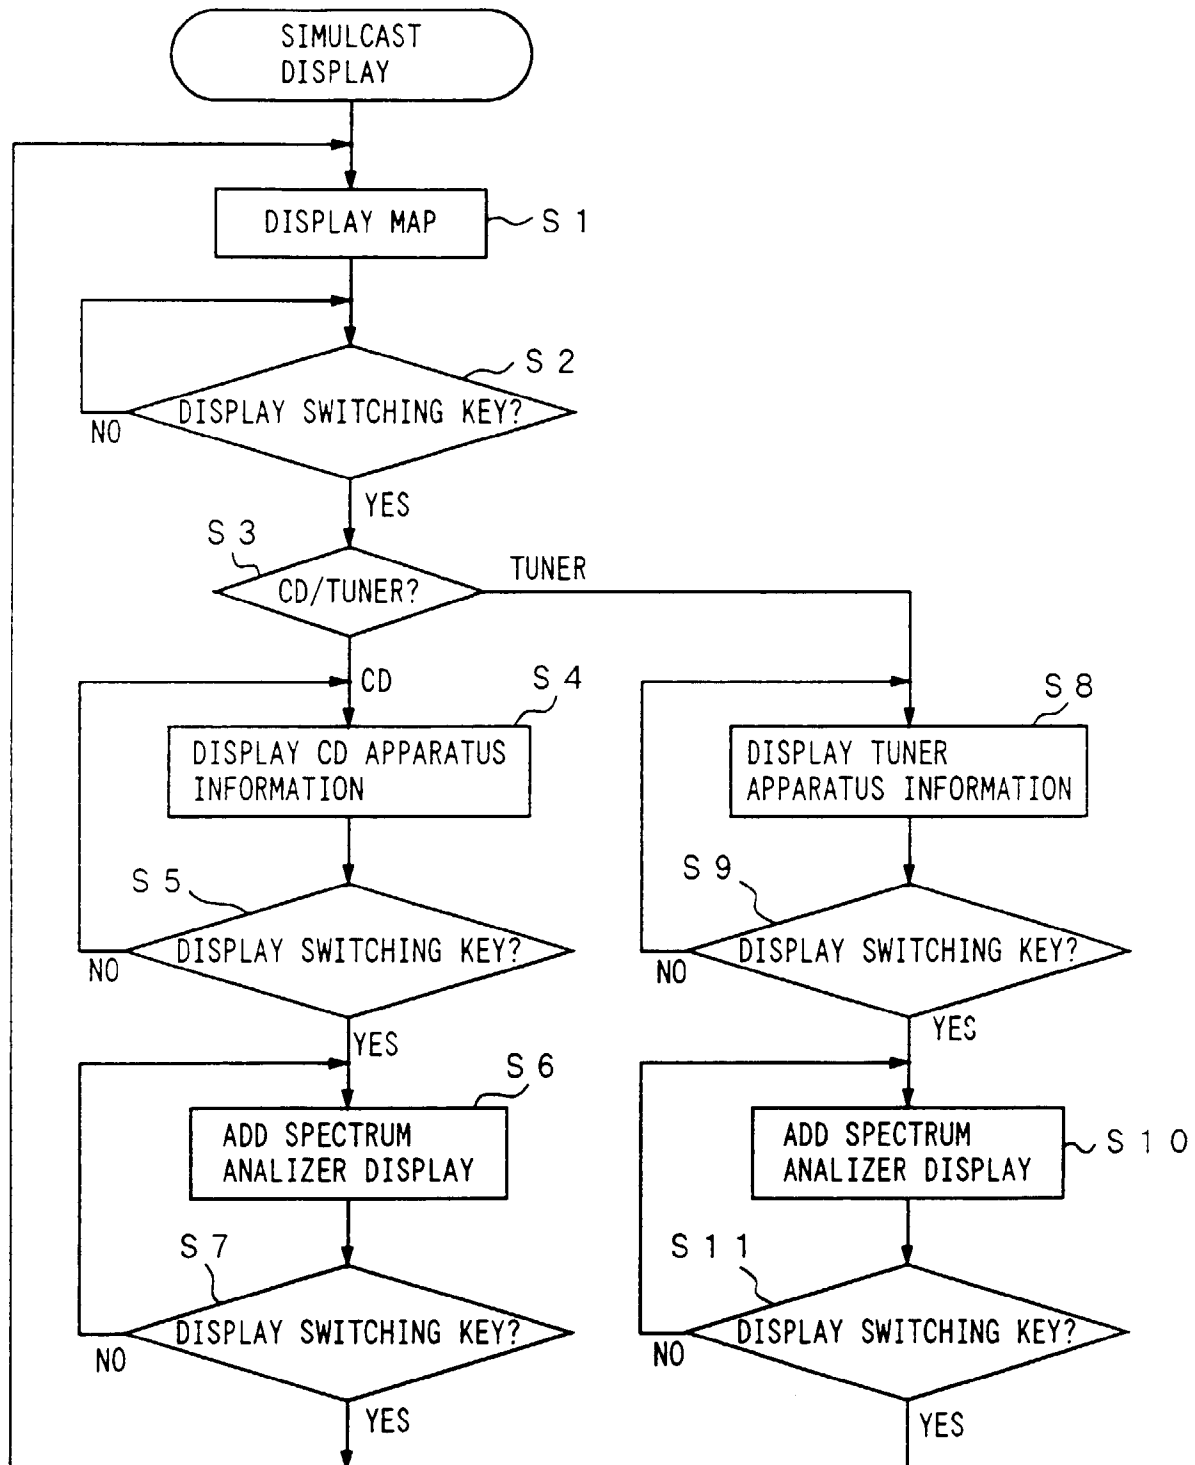 SIMULCAST
DISPLAY
DISPLAY MAP
S 1
S 2
DISPLAY SWITCHING KEY?
NO
YES
S 3
TUNER
CD/TUNER?
CD
S 4
S 8
DISPLAY CD APPARATUS
INFORMATION
DISPLAY TUNER
APPARATUS INFORMATION
S 5
S 9
DISPLAY SWITCHING KEY?
DISPLAY SWITCHING KEY?
NO
NO
YES
YES
S 6
ADD SPECTRUM
ANALIZER DISPLAY
ADD SPECTRUM
ANALIZER DISPLAY
S 1 0
S 7
S 1 1
DISPLAY SWITCHING KEY?
DISPLAY SWITCHING KEY?
NO
NO
YES
YES